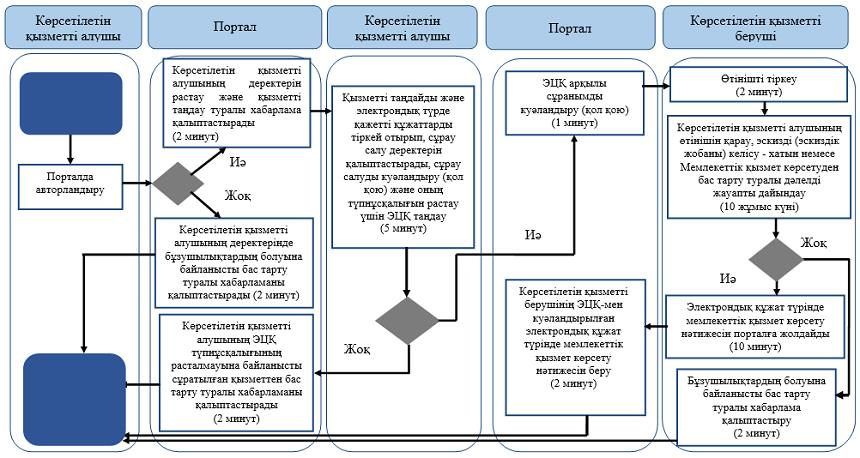 Көрсетілетін
қызметті алушы
Портал
Көрсетілетін
қызметті алушы
Портал
Көрсетілетін қызметті
беруші
Порталда
авторландыру
Көрсетілетін қызметті
алушының деректерін
растау және қызметті
таңдау туралы хабарлама
қалыптастырады
(2 минут)
Иә
Жоқ
Көрсетілетін қызметті
алушының деректерінде
бұзушылықтардың болуына
байланысты бас тарту
туралы хабарламаны
қалыптастырады (2 минут)
Көрсетілетін қызметті
алушының ЭЦҚ
түпнұсқалығының
расталмауына байланысты
сұратылған қызметтен бас
тарту туралы хабарламаны
қалыптастырады
(2 минут)
Қызметті таңдайды және
электрондық түрде
қажетті құжаттарды
тіркей отырып, сұрау
салу деректерін
қалыптастырады, сұрау
салуды куәландыру (қол
қою) және оның
түпнұсқалығын растау
үшін ЭЦҚ таңдау
(5 минут)
Иә
Жоқ
ЭЦҚ арқылы
сұранымды
куәландыру (қол қою)
(1 минут)
Көрсетілетін қызметті
берушінің ЭЦҚ-мен
куәландырылған
электрондық құжат
түрінде мемлекеттік
қызмет көрсету
нәтижесін беру
(2 минут)
Өтінішті тіркеу
(2 минут)
Көрсетілетін қызметті алушының
өтінішін қарау, эскизді (эскиздік
жобаны) келісу - хатын немесе
Мемлекеттік қызмет көрсетуден
бас тарту туралы дәлелді
жауапты дайындау
(10 жұмыс күні)
Жоқ
Иә
Электрондық құжат түрінде
мемлекеттік қызмет көрсету
нәтижесін порталға жолдайды
(10 минут)
Бұзушылықтардың болуына
байланысты бас тарту
туралы хабарлама
қалыптастыру
(2 минут)